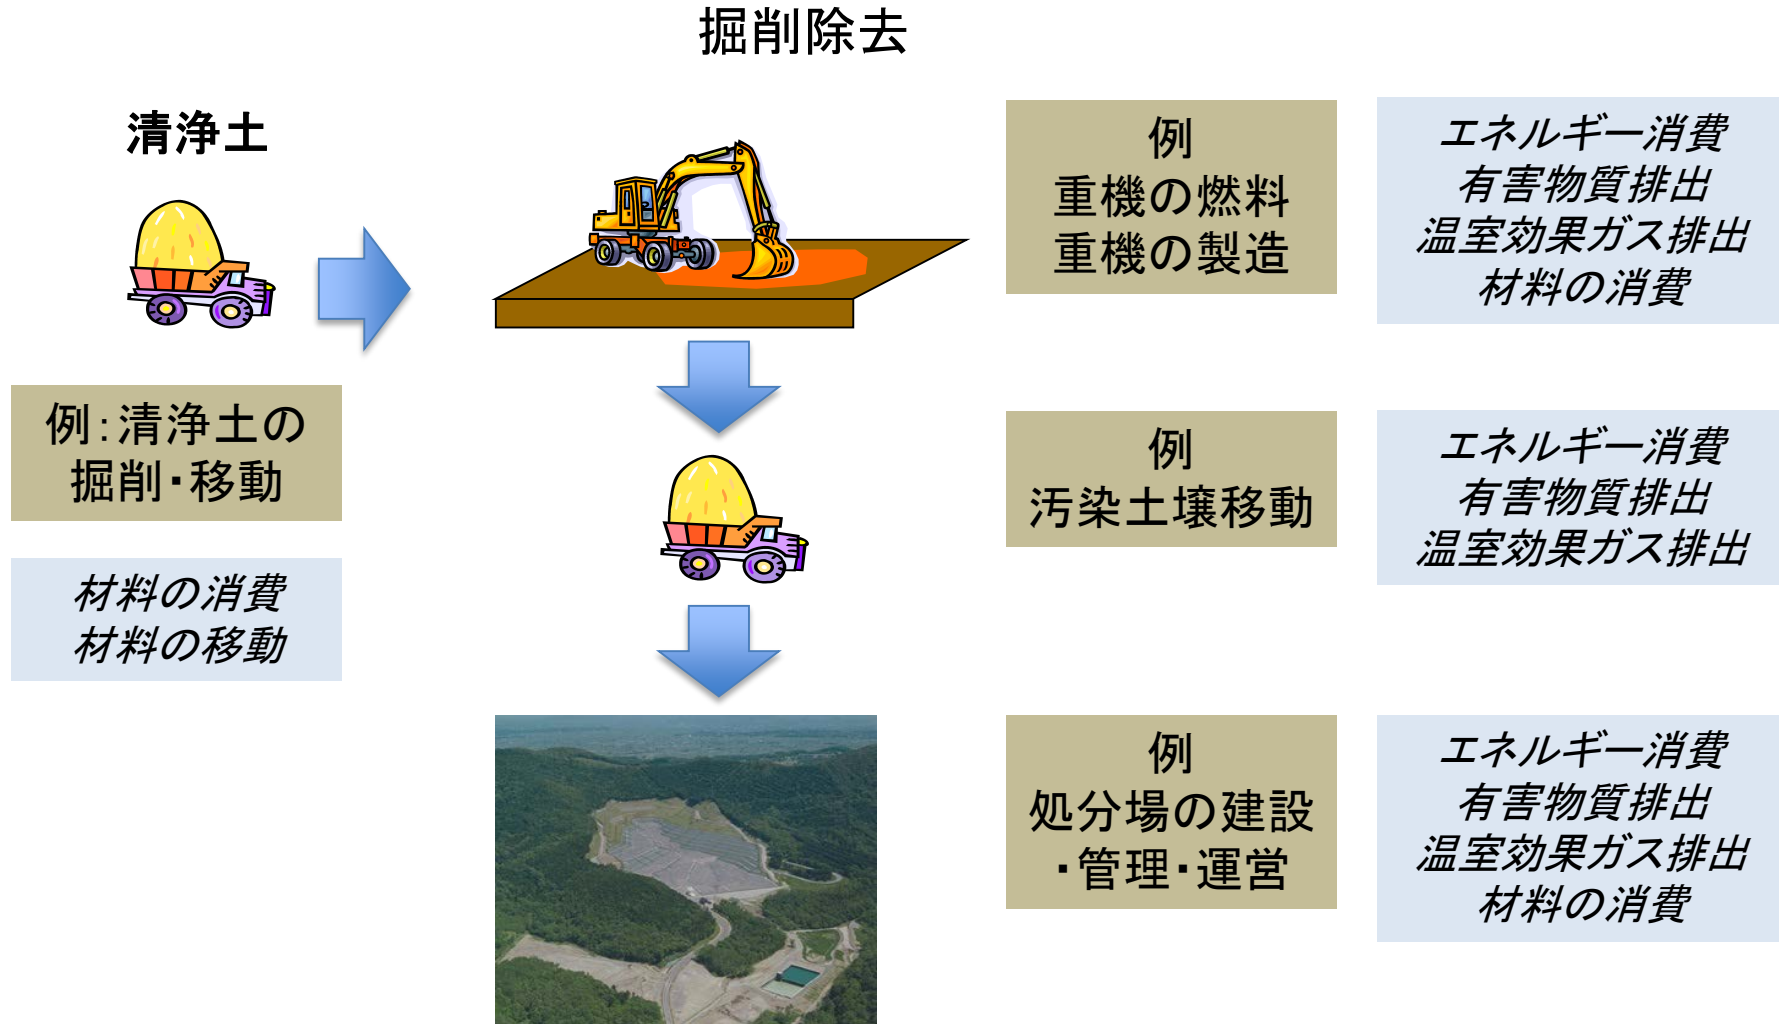 掘削除去
清浄土
例
重機の燃料
重機の製造
エネルギー消費
有害物質排出
温室効果ガス排出
材料の消費
例:清浄土の
掘削・移動
材料の消費
材料の移動
例
汚染土壌移動
エネルギー消費
有害物質排出
温室効果ガス排出
例
処分場の建設
・管理・運営
エネルギー消費
有害物質排出
温室効果ガス排出
材料の消費